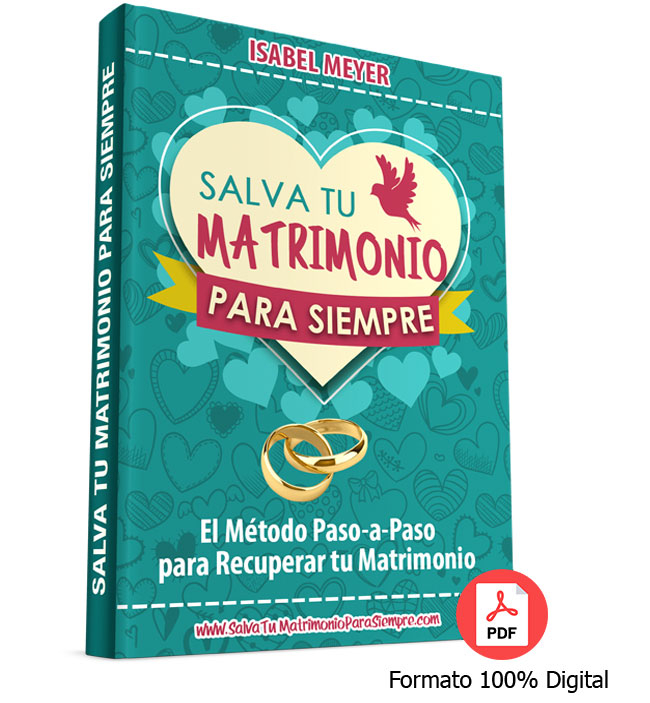 ISABEL MEYER
SALVA TU
MATRIMONIO
PARA SIEMPRE
El Método Paso-a-Paso
para Recuperar tu Matrimonio
www.SalvaTuMatrimonioParaSiempre.com
SALVA TU MATRIMONIO PARA SIEMPRE
PDF
Formato 100% Digital